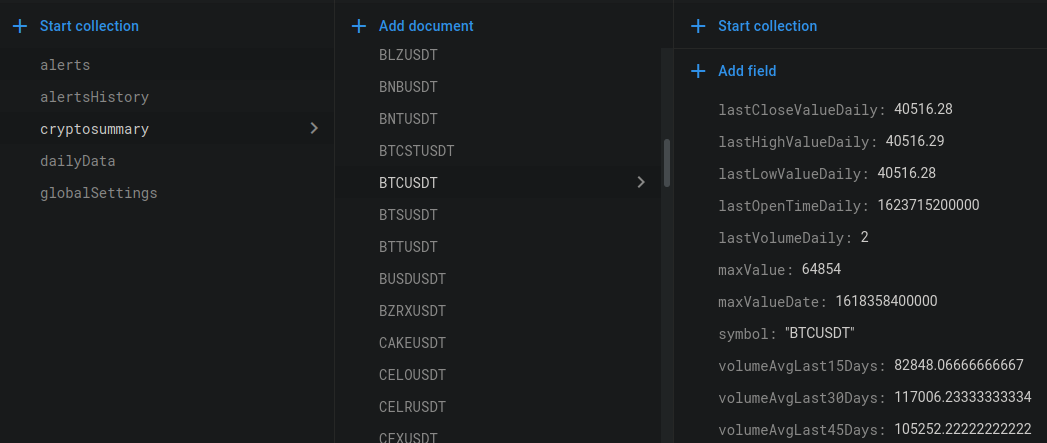 Start collection
alerts
alertsHistory
cryptosummary
dailyData
globalSettings
Add document
BLZUSDT
BNBUSDT
BNTUSDT
BTCSTUSDT
BTCUSDT
BTSUSDT
BTTUSDT
BUSDUSDT
BZRXUSDT
CAKEUSDT
CELOUSDT
CELRUSDT
CFXUSDT
Start collection
Add field
lastCloseValueDaily: 40516.28
lastHighValueDaily: 40516.29
lastLowValueDaily: 40516.28
lastOpenTimeDaily: 1623715200000
lastVolumeDaily: 2
maxValue: 64854
maxValueDate: 1618358400000
symbol: "BTCUSDT"
volumeAvgLast15Days: 82848.06666666667
volumeAvgLast30Days: 117006.23333333334
volumeAvgLast45Days: 105252.22222222222